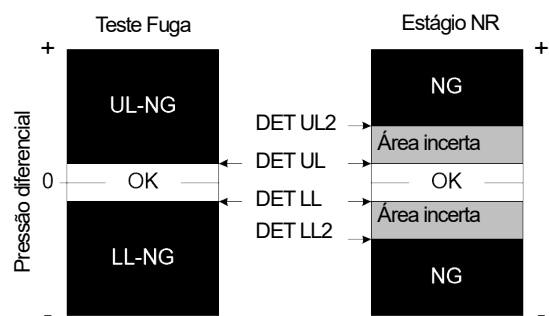 Teste Fuga
Estágio NR
+
+
UL-NG
NG
DET UL2
Área incerta
DET UL
Pressão diferencial
0
OK
OK
DET LL
Área incerta
DET LL2
LL-NG
NG
-
-